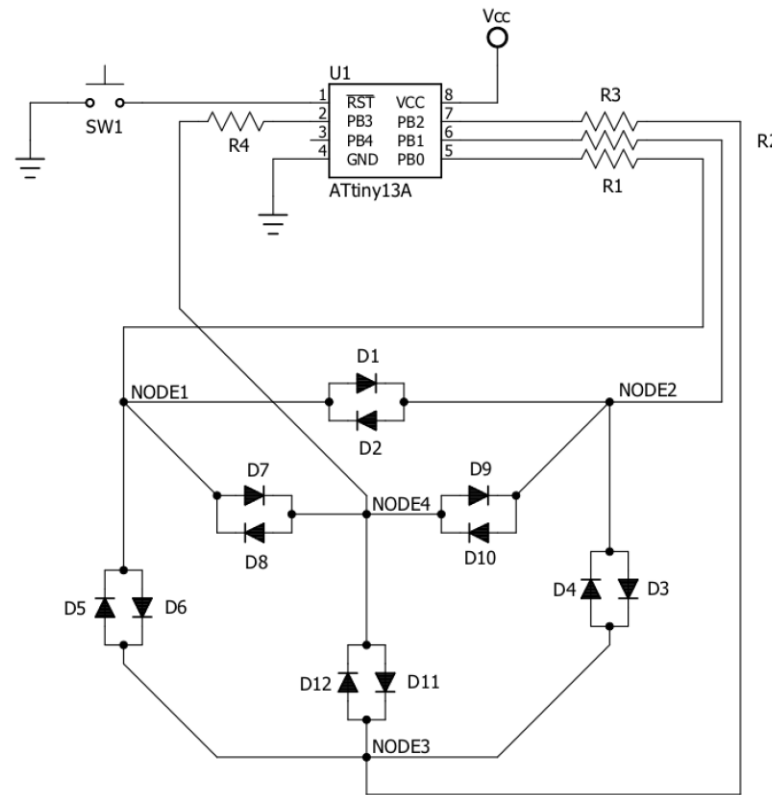 Vcc
U1
1 RST VCC 8
2 PB3 PB2 7
3 PB4 PB1 6
4 GND PB0 5
ATtiny13A
SW1
R4
R3
R2
R1
D1
NODE1
NODE2
D2
D7
D9
NODE4
D8
D10
D5
D6
D4
D3
D12
D11
NODE3